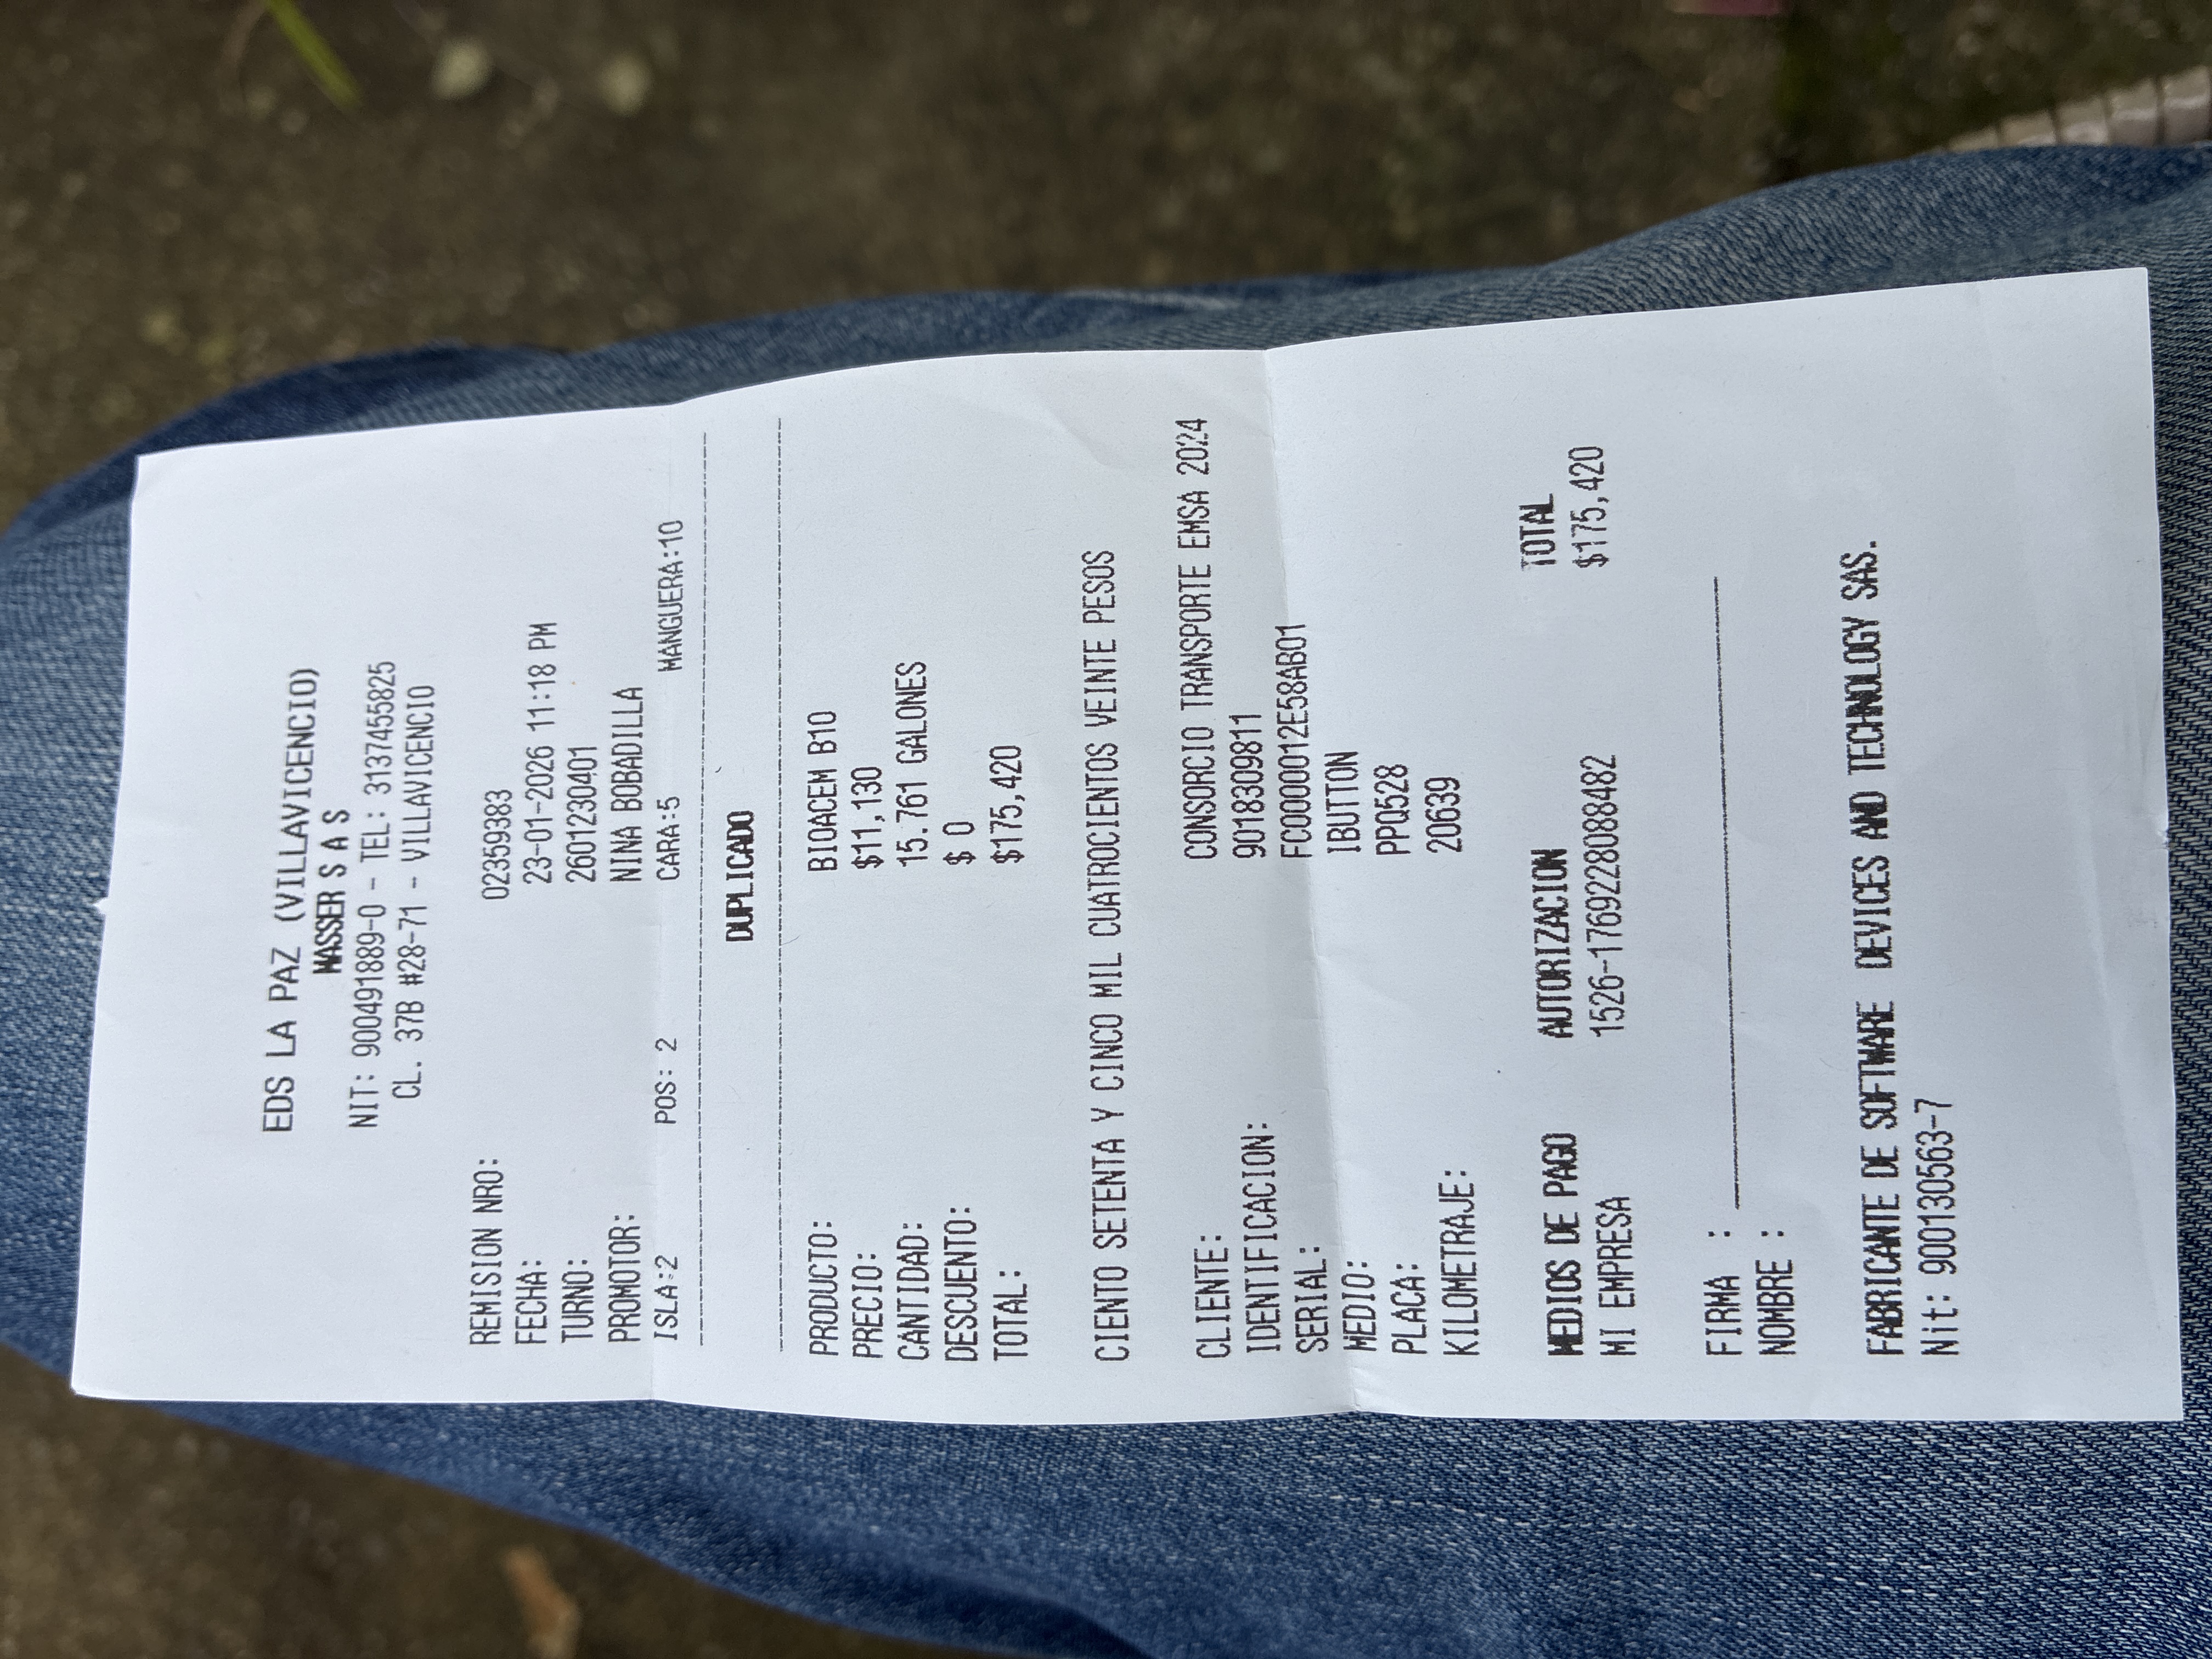 EDS LA PAZ (VILLAVICENCIO)
MASSER S A S
NIT: 900491889-0 - TEL: 3137455825
CL. 37B #28-71 - VILLAVICENCIO
REMISION NRO: 02359383
FECHA: 23-01-2026 11:18 PM
TURNO: 2601230401
PROMOTOR: NINA BOBADILLA
ISLA:2 POS: 2 CARA:5 MANGUERA:10
DUPLICADO
PRODUCTO: BIOACEM B10
PRECIO: $11,130
CANTIDAD: 15.761 GALONES
DESCUENTO: $ 0
TOTAL: $175,420
CIENTO SETENTA Y CINCO MIL CUATROCIENTOS VEINTE PESOS
CLIENTE: CONSORCIO TRANSPORTE EMSA 2024
IDENTIFICACION: 9018309811
SERIAL: FC0000012E58AB01
MEDIO: IBUTTON
PLACA: PPQ528
KILOMETRAJE: 20639
MEDIOS DE PAGO AUTORIZACION TOTAL
MI EMPRESA 1526-1769228088482 $175,420
FIRMA :
NOMBRE :
FABRICANTE DE SOFTWARE DEVICES AND TECHNOLOGY SAS.
Nit: 900130563-7